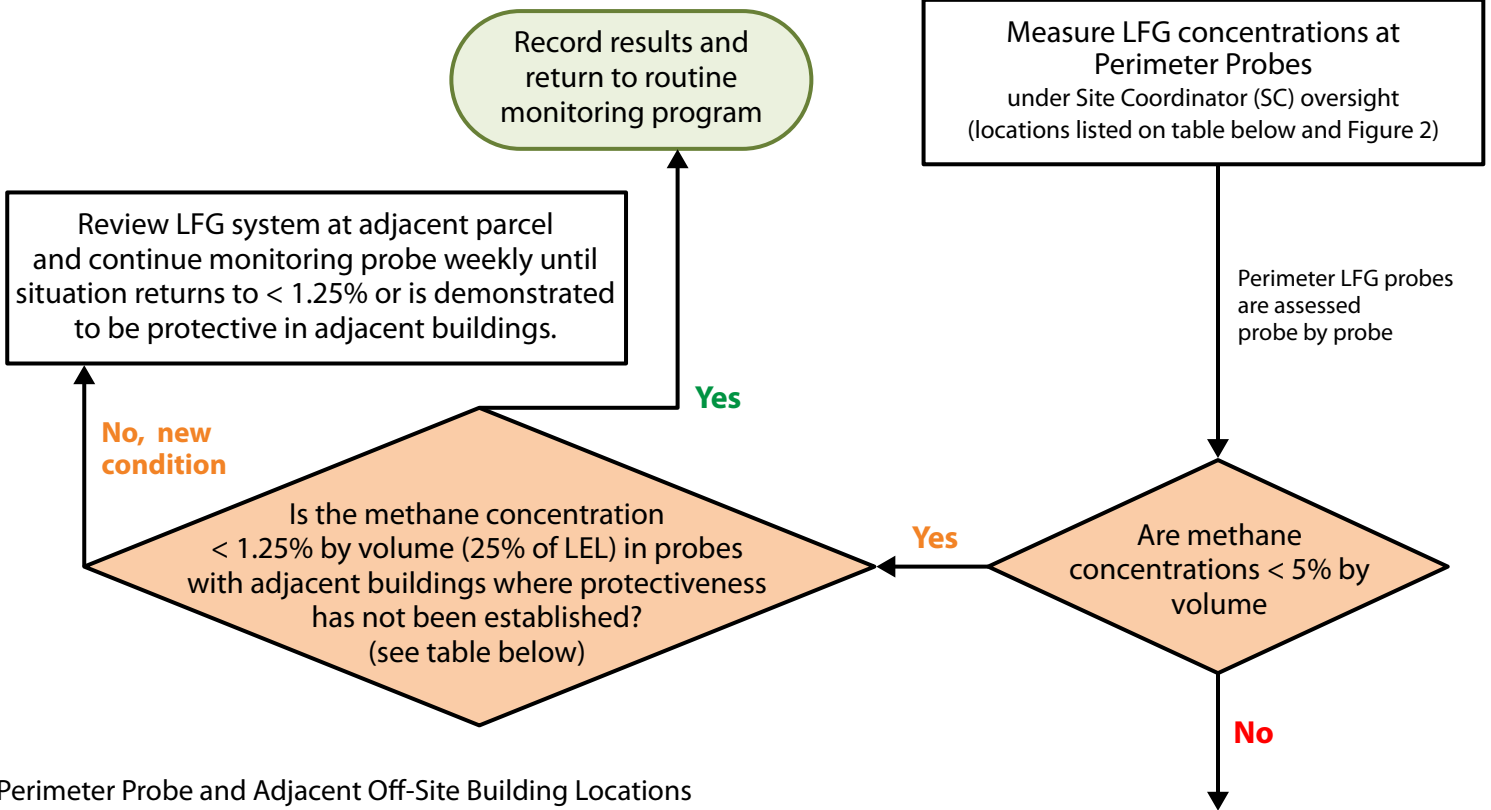 Record results and
return to routine
monitoring program
Measure LFG concentrations at
Perimeter Probes
under Site Coordinator (SC) oversight
(locations listed on table below and Figure 2)
Review LFG system at adjacent parcel
and continue monitoring probe weekly until
situation returns to < 1.25% or is demonstrated
to be protective in adjacent buildings.
Perimeter LFG probes
are assessed
probe by probe
Yes
No, new
condition
Is the methane concentration
< 1.25% by volume (25% of LEL) in probes
with adjacent buildings where protectiveness
has not been established?
(see table below)
Yes
Are methane
concentrations < 5% by
volume
No
Perimeter Probe and Adjacent Off-Site Building Locations